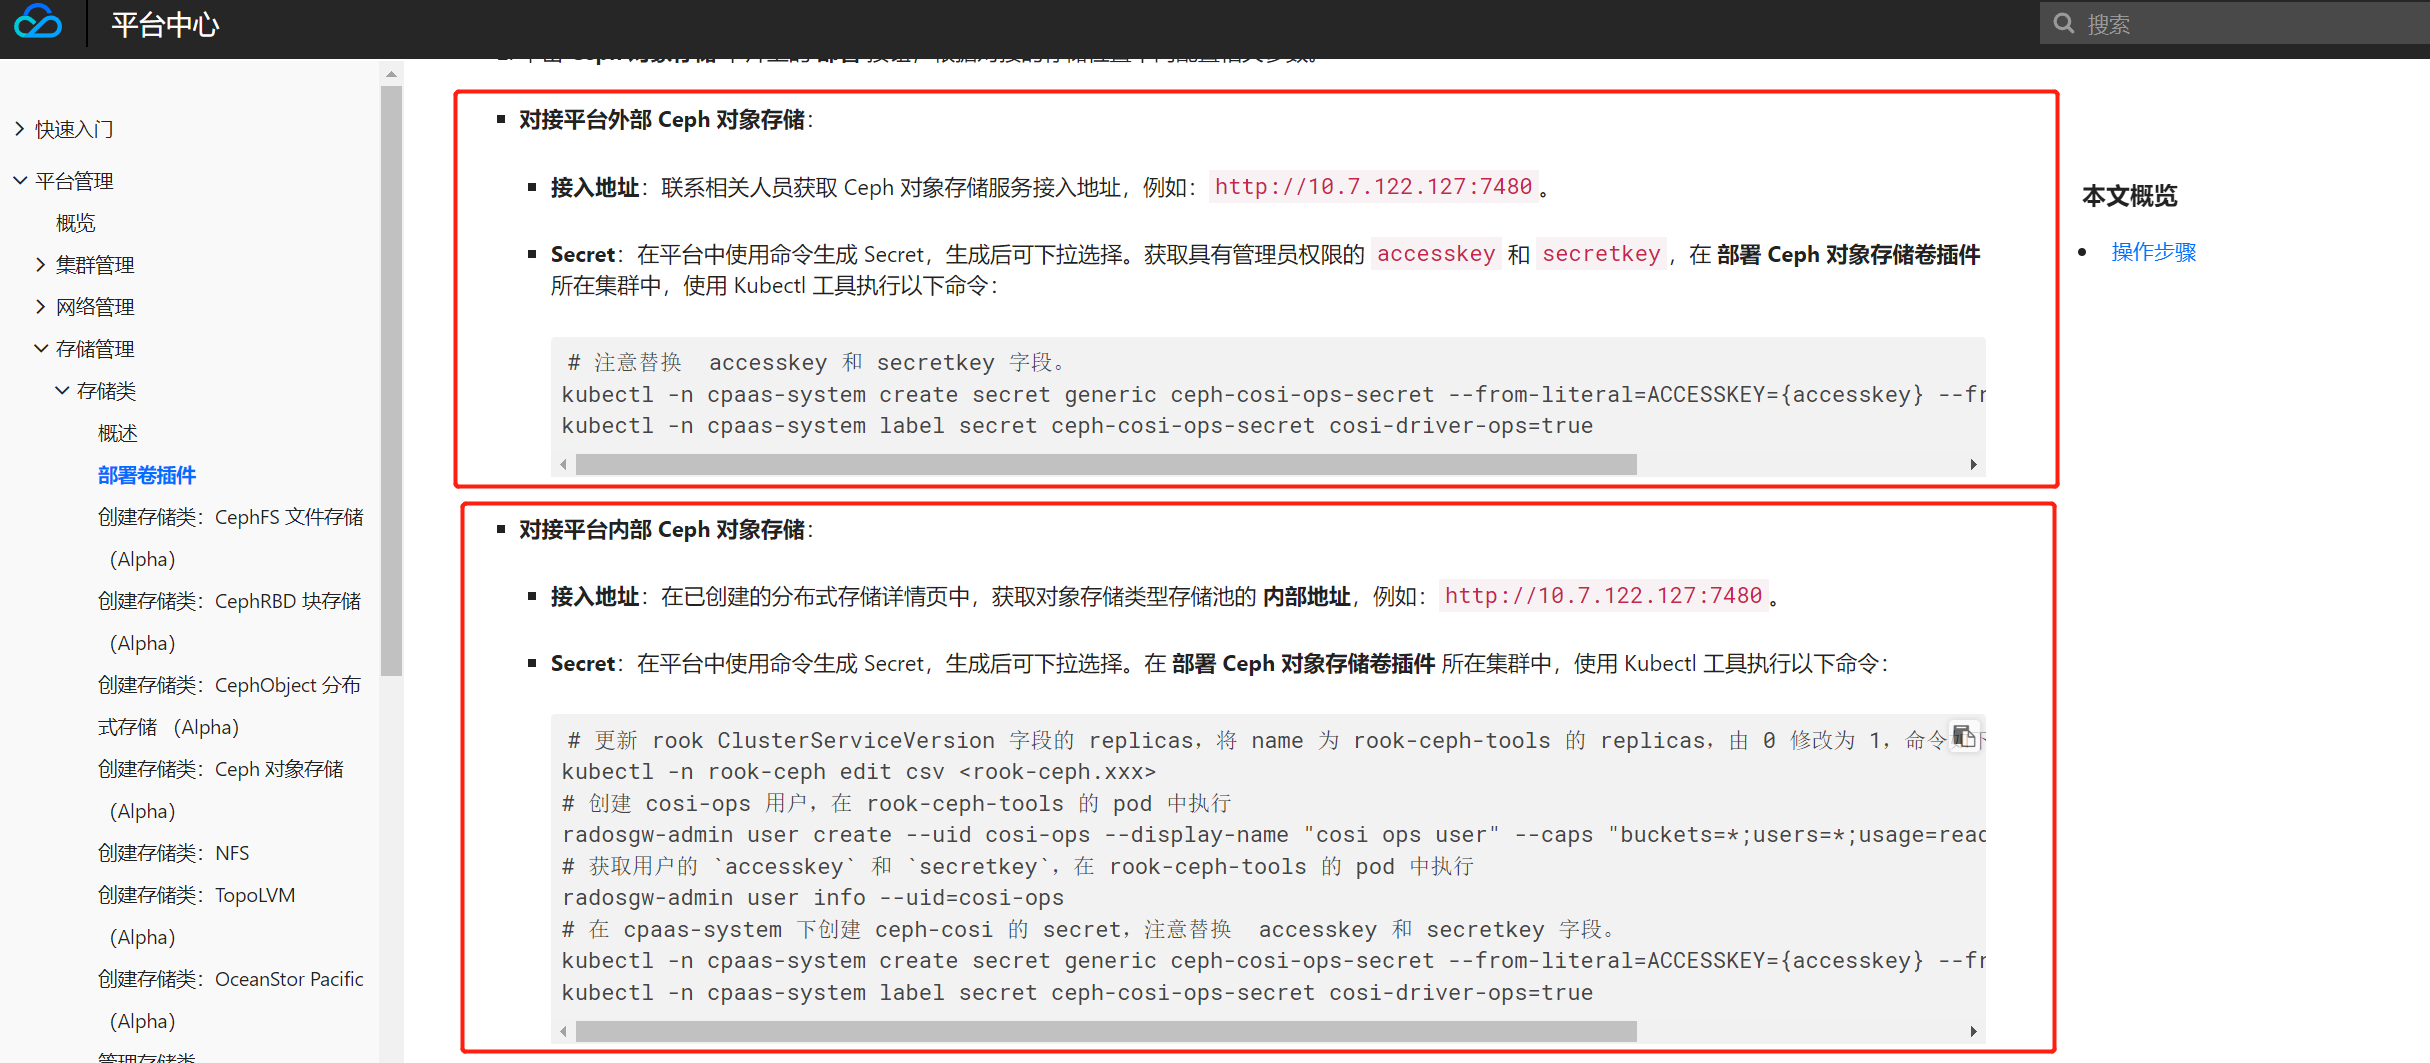 平台中心
搜索
快速入门
平台管理
概览
集群管理
网络管理
存储管理
存储类
概述
部署卷插件
创建存储类：CephFS 文件存储
（Alpha）
创建存储类：CephRBD 块存储
（Alpha）
创建存储类：CephObject 分布
式存储 （Alpha）
创建存储类：Ceph 对象存储
（Alpha）
创建存储类：NFS
创建存储类：TopoLVM
（Alpha）
创建存储类：OceanStor Pacific
（Alpha）
管理存储类
对接平台外部 Ceph 对象存储：
接入地址：联系相关人员获取 Ceph 对象存储服务接入地址，例如：http://10.7.122.127:7480。
Secret：在平台中使用命令生成 Secret，生成后可下拉选择。获取具有管理员权限的 accesskey 和 secretkey，在 部署 Ceph 对象存储卷插件
所在集群中，使用 Kubectl 工具执行以下命令：
# 注意替换  accesskey 和 secretkey 字段。
kubectl -n cpaas-system create secret generic ceph-cosi-ops-secret --from-literal=ACCESSKEY={accesskey} --fr
kubectl -n cpaas-system label secret ceph-cosi-ops-secret cosi-driver-ops=true
对接平台内部 Ceph 对象存储：
接入地址：在已创建的分布式存储详情页中，获取对象存储类型存储池的 内部地址，例如：http://10.7.122.127:7480。
Secret：在平台中使用命令生成 Secret，生成后可下拉选择。在 部署 Ceph 对象存储卷插件 所在集群中，使用 Kubectl 工具执行以下命令：
# 更新 rook ClusterServiceVersion 字段的 replicas，将 name 为 rook-ceph-tools 的 replicas，由 0 修改为 1，命令
kubectl -n rook-ceph edit csv <rook-ceph.xxx>
# 创建 cosi-ops 用户，在 rook-ceph-tools 的 pod 中执行
radosgw-admin user create --uid cosi-ops --display-name "cosi ops user" --caps "buckets=*;users=*;usage=read
# 获取用户的 `accesskey` 和 `secretkey`，在 rook-ceph-tools 的 pod 中执行
radosgw-admin user info --uid=cosi-ops
# 在 cpaas-system 下创建 ceph-cosi 的 secret，注意替换  accesskey 和 secretkey 字段。
kubectl -n cpaas-system create secret generic ceph-cosi-ops-secret --from-literal=ACCESSKEY={accesskey} --fr
kubectl -n cpaas-system label secret ceph-cosi-ops-secret cosi-driver-ops=true
本文概览
操作步骤